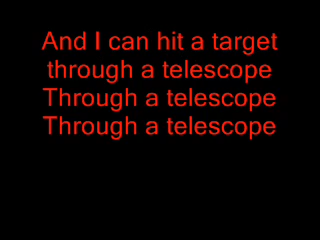 And I can hit a target
through a telescope
Through a telescope
Through a telescope